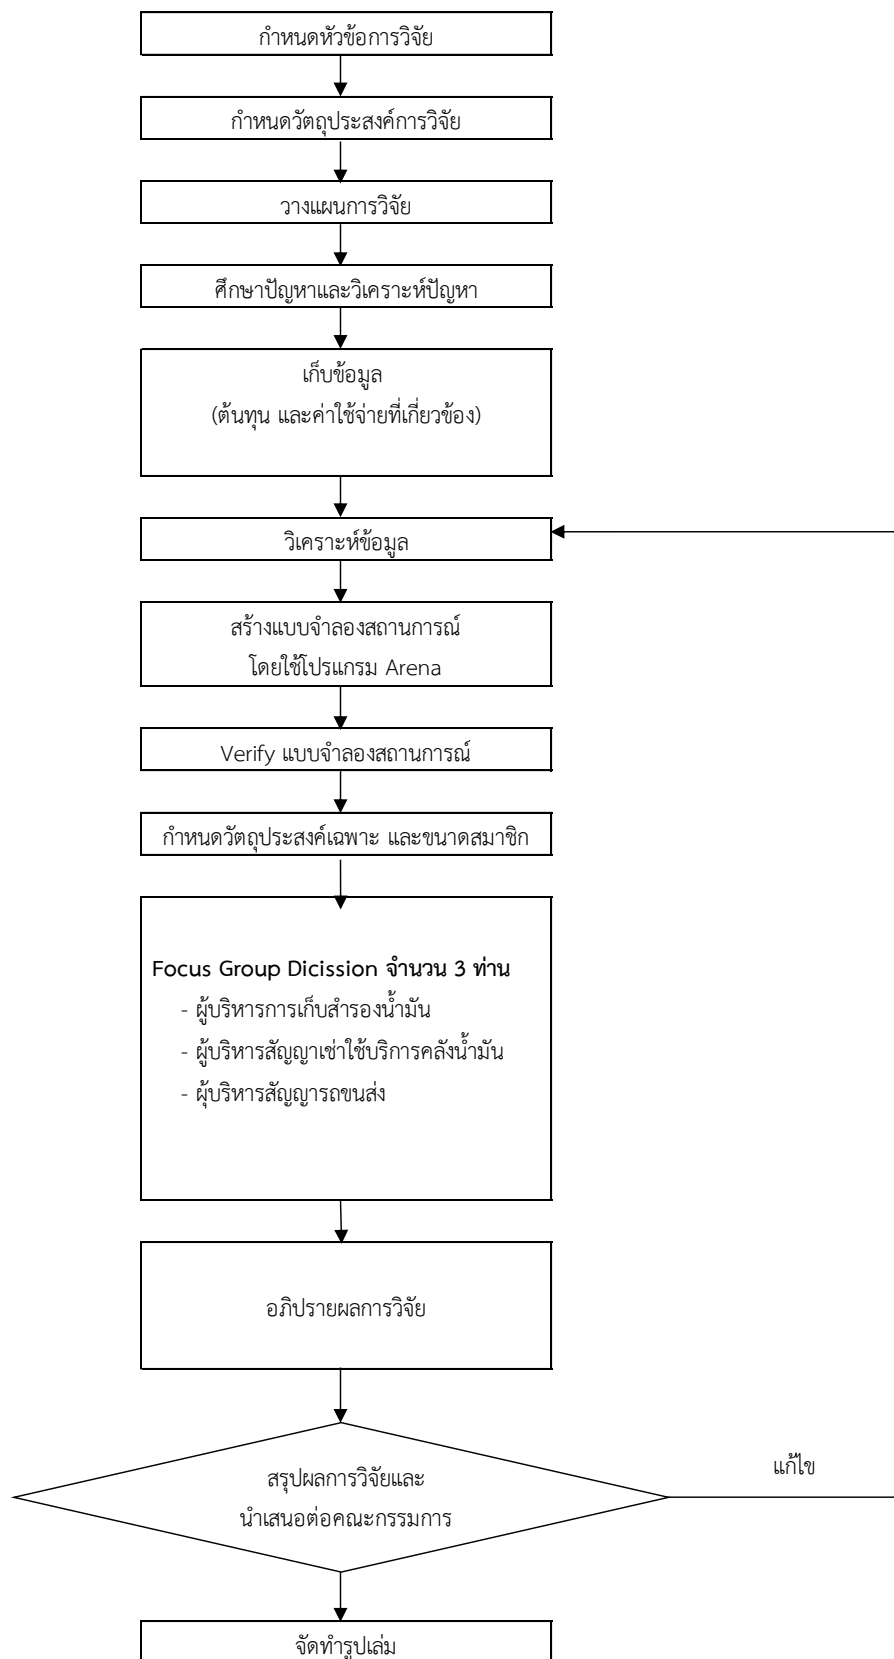 กำหนดหัวข้อการวิจัย
กำหนดวัตถุประสงค์การวิจัย
วางแผนการวิจัย
ศึกษาปัญหาและวิเคราะห์ปัญหา
เก็บข้อมูล
(ต้นทุน และค่าใช้จ่ายที่เกี่ยวข้อง)
วิเคราะห์ข้อมูล
สร้างแบบจำลองสถานการณ์
โดยใช้โปรแกรม Arena
Verify แบบจำลองสถานการณ์
กำหนดวัตถุประสงค์เฉพาะ และขนาดสมาชิก
Focus Group Dicission จำนวน 3 ท่าน
- ผู้บริหารการเก็บสำรองน้ำมัน
- ผู้บริหารสัญญาเช่าใช้บริการคลังน้ำมัน
- ผุ้บริหารสัญญารถขนส่ง
อภิปรายผลการวิจัย
สรุปผลการวิจัยและ
นำเสนอต่อคณะกรรมการ
แก้ไข
จัดทำรูปเล่ม